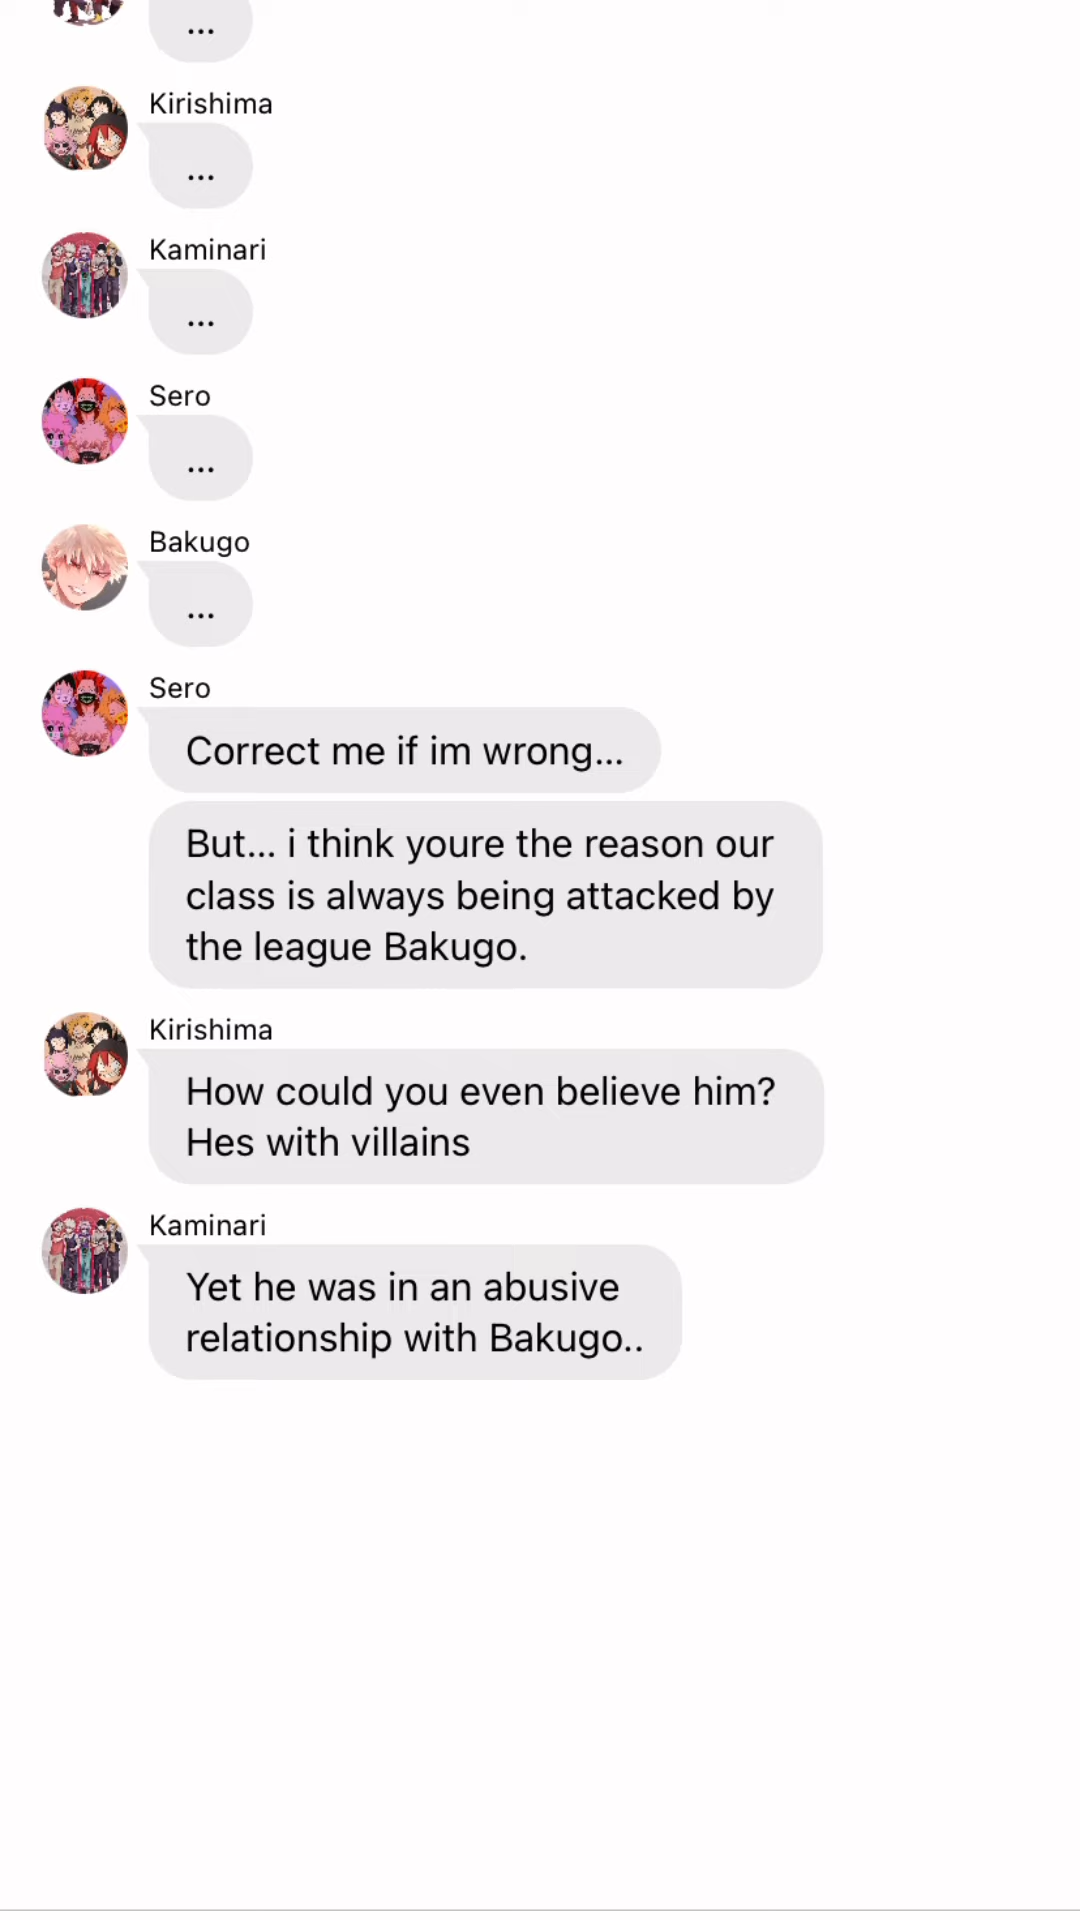 ...
Kirishima
...
Kaminari
...
Sero
...
Bakugo
...
Sero
Correct me if im wrong...
But... i think youre the reason our
class is always being attacked by
the league Bakugo.
Kirishima
How could you even believe him?
Hes with villains
Kaminari
Yet he was in an abusive
relationship with Bakugo..